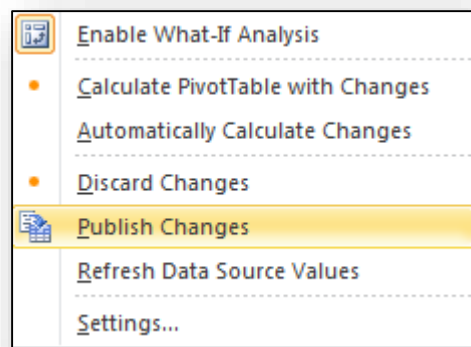 Enable What-If Analysis
Calculate PivotTable with Changes
Automatically Calculate Changes
Discard Changes
Publish Changes
Refresh Data Source Values
Settings...